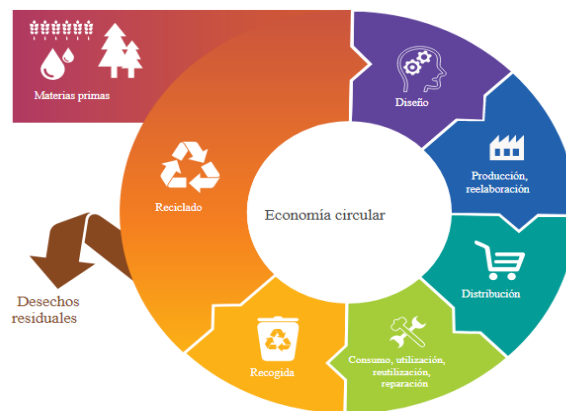 Materias primas
Diseño
Producción,
reelaboración
Distribución
Consumo, utilización,
reutilización,
reparación
Recogida
Reciclado
Economía circular
Desechos
residuales